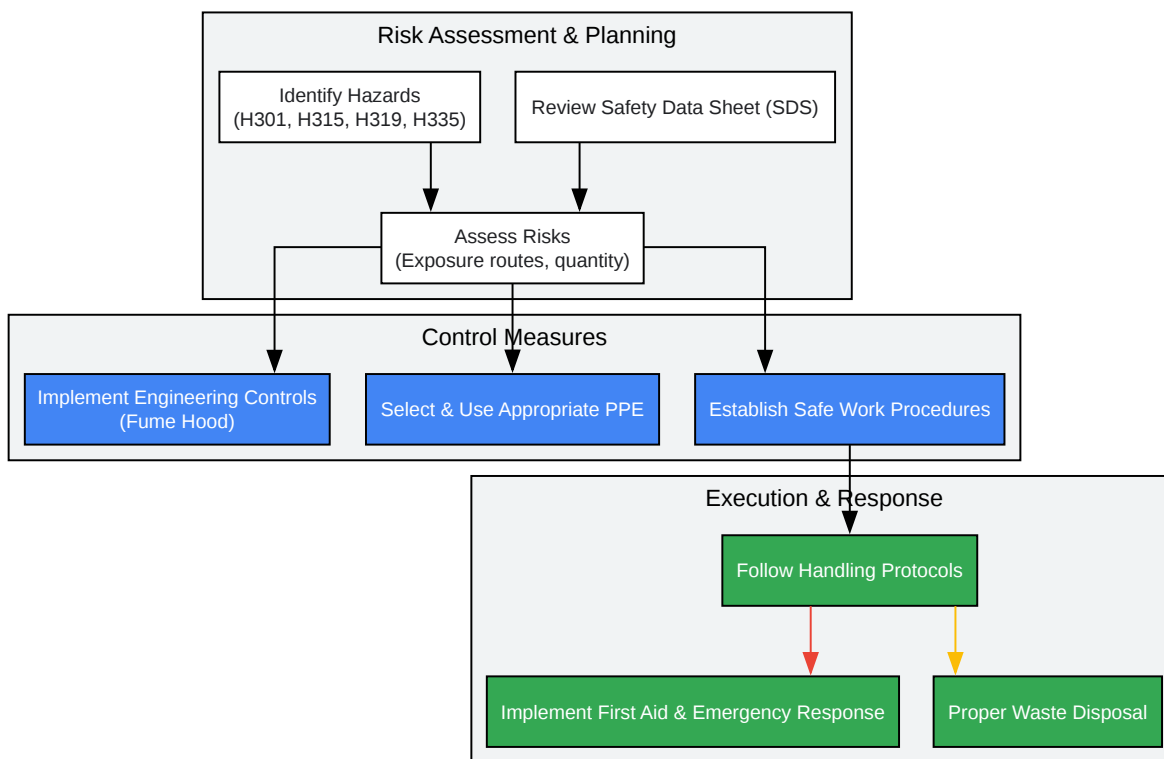 Risk Assessment & Planning
Identify Hazards
(H301, H315, H319, H335)
Review Safety Data Sheet (SDS)
Assess Risks
(Exposure routes, quantity)
Control Measures
Implement Engineering Controls
(Fume Hood)
Select & Use Appropriate PPE
Establish Safe Work Procedures
Execution & Response
Follow Handling Protocols
Implement First Aid & Emergency Response
Proper Waste Disposal